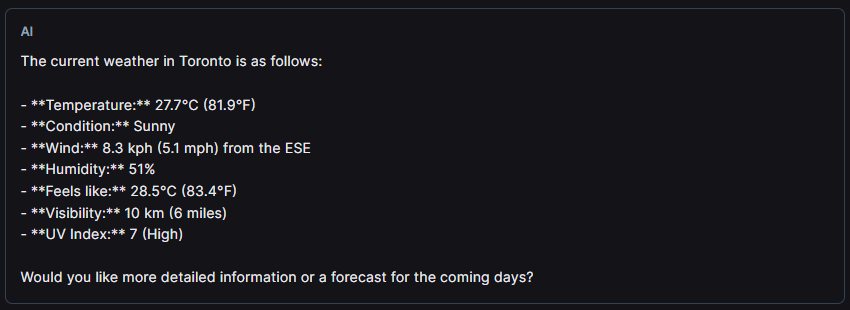 AI
The current weather in Toronto is as follows:
- **Temperature:** 27.7°C (81.9°F)
- **Condition:** Sunny
- **Wind:** 8.3 kph (5.1 mph) from the ESE
- **Humidity:** 51%
- **Feels like:** 28.5°C (83.4°F)
- **Visibility:** 10 km (6 miles)
- **UV Index:** 7 (High)
Would you like more detailed information or a forecast for the coming days?